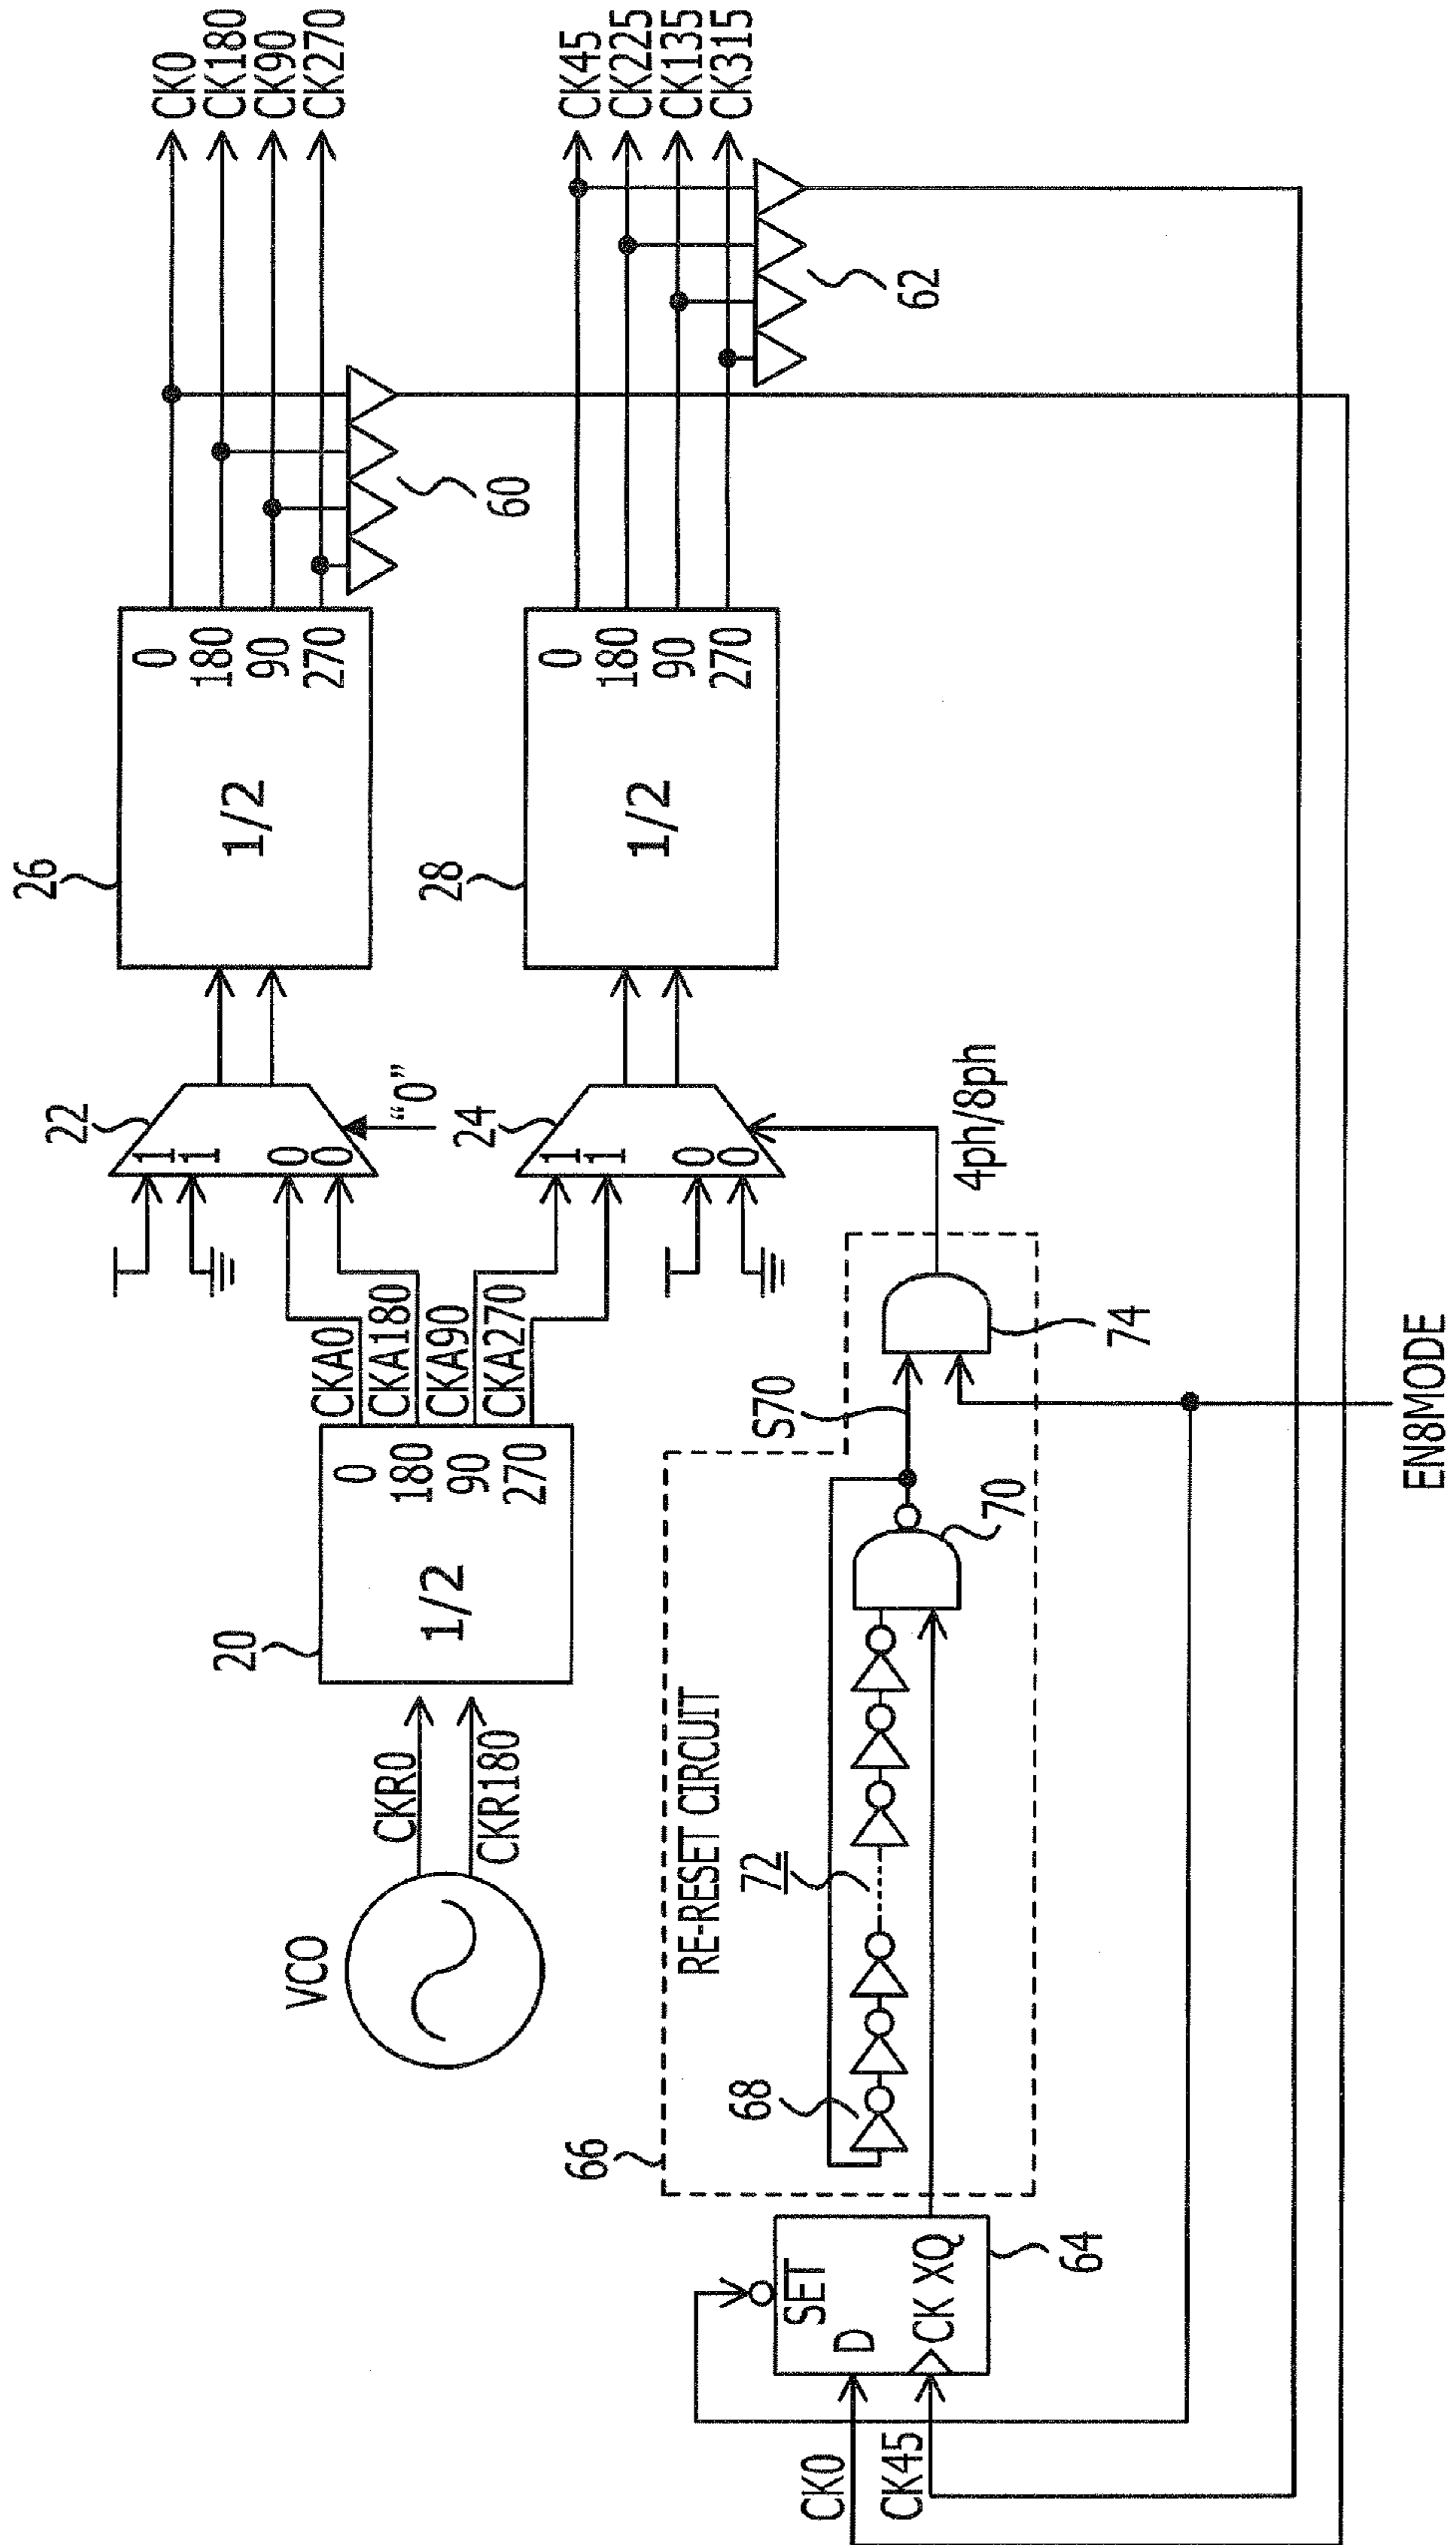 VCO
CKR0
CKR180
20
1/2
0
180
90
270
CKA0
CKA180
CKA90
CKA270
22
1
1
0
0
"0"
24
1
1
0
0
4ph/8ph
26
1/2
0
180
90
270
28
1/2
0
180
90
270
CK0
CK180
CK90
CK270
60
CK45
CK225
CK135
CK315
62
66
RE-RESET CIRCUIT
68
72
70
S70
74
SET
D
CK XQ
64
CK0
CK45
EN8MODE